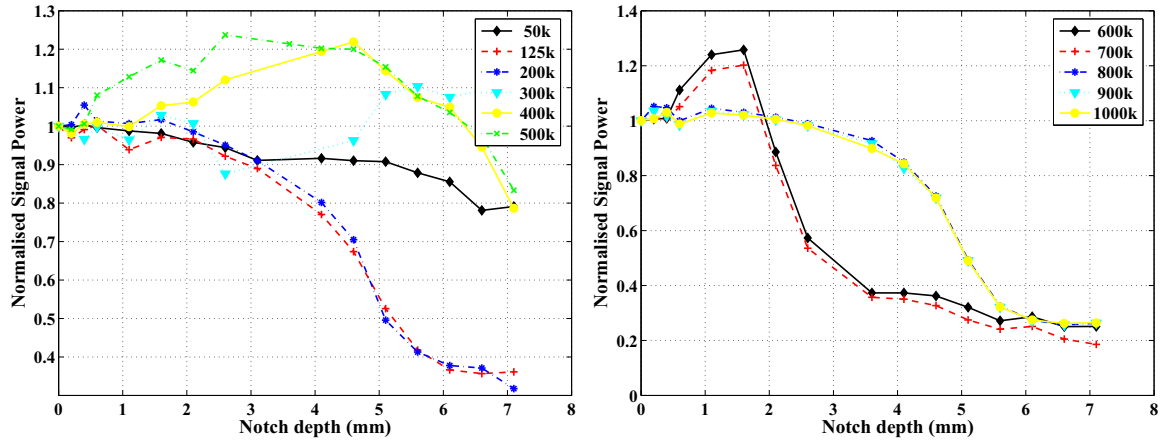 1.3
1.2
1.1
1
0.9
0.8
0.7
0.6
0.5
0.4
0 1 2 3 4 5 6 7 8
Notch depth (mm)
Normalised Signal Power
50k
125k
200k
300k
400k
500k
1.4
1.2
1
0.8
0.6
0.4
0.2
0
0 1 2 3 4 5 6 7 8
Notch depth (mm)
Normalised Signal Power
600k
700k
800k
900k
1000k